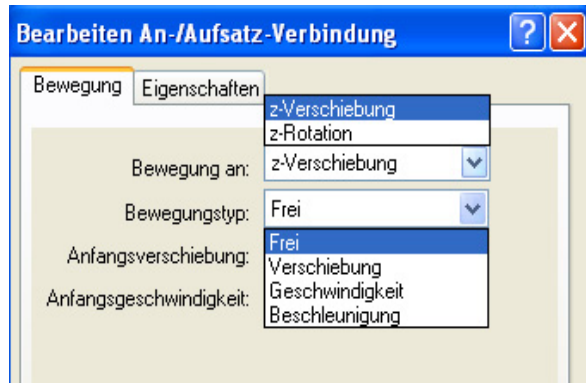 Bearbeiten An-/Aufsatz-Verbindung
Bewegung Eigenschaften
z-Verschiebung
z-Rotation
Bewegung an: z-Verschiebung
Bewegungstyp: Frei
Frei
Anfangsverschiebung:
Verschiebung
Geschwindigkeit
Anfangsgeschwindigkeit:
Beschleunigung